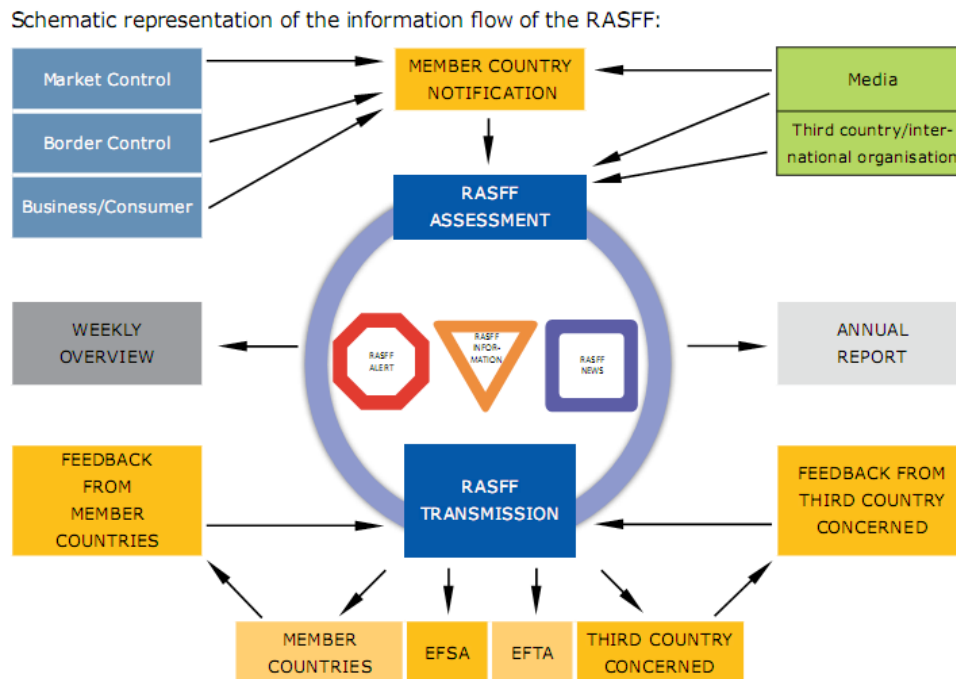 Schematic representation of the information flow of the RASFF:
Market Control
Border Control
Business/Consumer
MEMBER COUNTRY
NOTIFICATION
Media
Third country/inter-
national organisation
RASFF
ASSESSMENT
WEEKLY
OVERVIEW
RASFF
ALERT
RASFF
INFOR-
MATION
RASFF
NEWS
ANNUAL
REPORT
FEEDBACK
FROM
MEMBER
COUNTRIES
RASFF
TRANSMISSION
FEEDBACK FROM
THIRD COUNTRY
CONCERNED
MEMBER
COUNTRIES
EFSA
EFTA
THIRD COUNTRY
CONCERNED